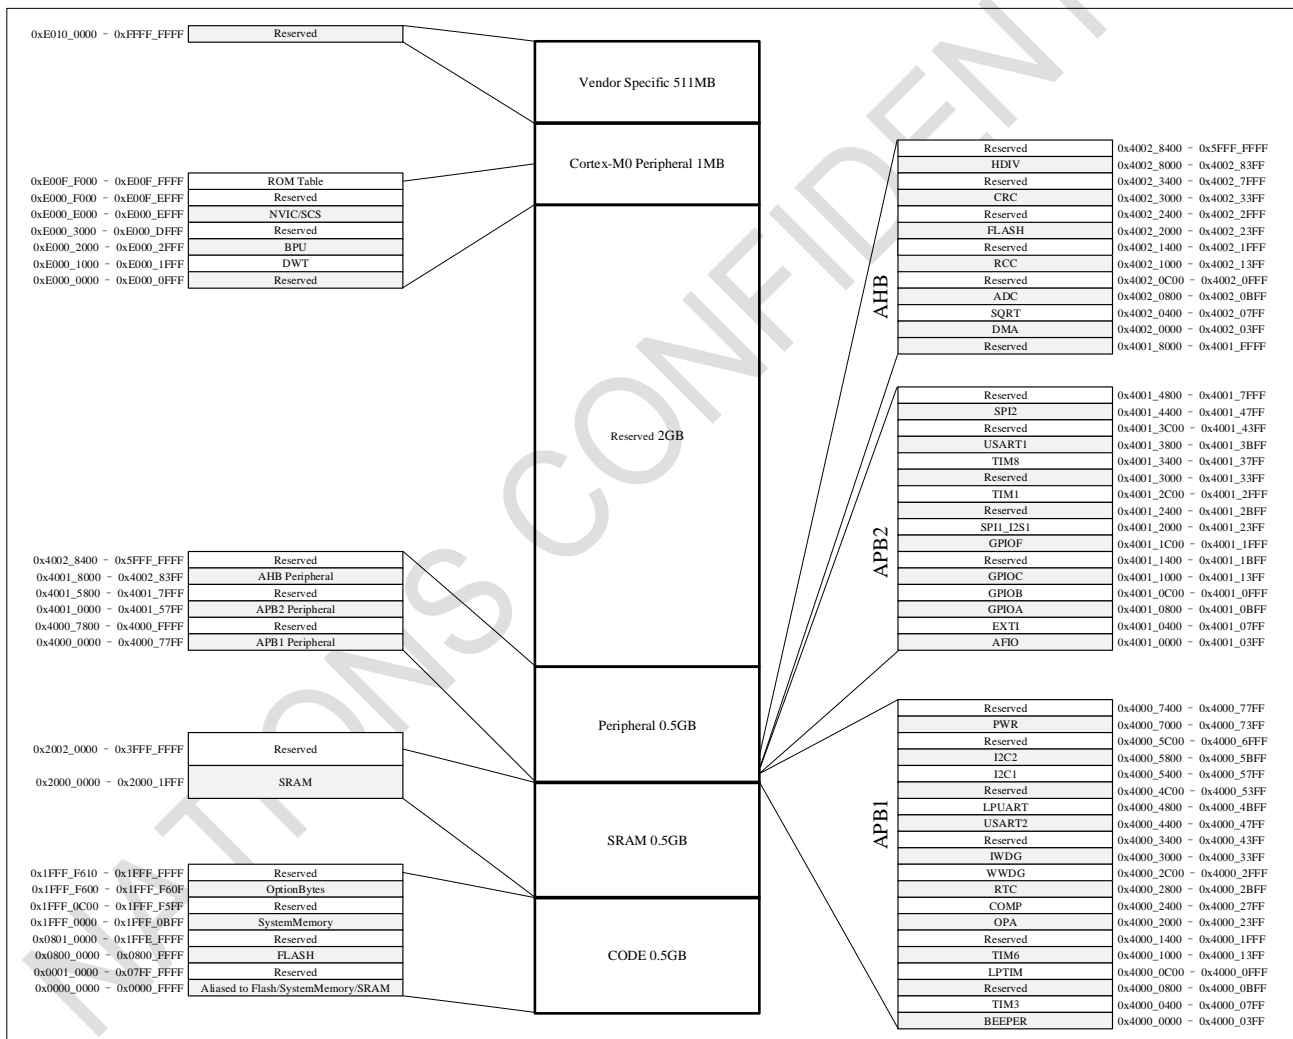 0xE010_0000 - 0xFFFF_FFFF Reserved
0xE00F_F000 - 0xE00F_FFFF ROM Table
0xE000_F000 - 0xE00F_EFFF Reserved
0xE000_E000 - 0xE000_EFFF NVIC/SCS
0xE000_3000 - 0xE000_DFFF Reserved
0xE000_2000 - 0xE000_2FFF BPU
0xE000_1000 - 0xE000_1FFF DWT
0xE000_0000 - 0xE000_0FFF Reserved
0x4002_8400 - 0x5FFF_FFFF Reserved
0x4001_8000 - 0x4002_83FF AHB Peripheral
0x4001_5800 - 0x4001_7FFF Reserved
0x4001_0000 - 0x4001_57FF APB2 Peripheral
0x4000_7800 - 0x4000_FFFF Reserved
0x4000_0000 - 0x4000_77FF APB1 Peripheral
0x2002_0000 - 0x3FFF_FFFF Reserved
0x2000_0000 - 0x2000_1FFF SRAM
0x1FFF_F610 - 0x1FFF_FFFF Reserved
0x1FFF_F600 - 0x1FFF_F60F OptionBytes
0x1FFF_0C00 - 0x1FFF_F5FF Reserved
0x1FFF_0000 - 0x1FFF_0BFF SystemMemory
0x0801_0000 - 0x1FFE_FFFF Reserved
0x0800_0000 - 0x0800_FFFF FLASH
0x0001_0000 - 0x07FF_FFFF Reserved
0x0000_0000 - 0x0000_FFFF Aliased to Flash/SystemMemory/SRAM
Vendor Specific 511MB
Cortex-M0 Peripheral 1MB
Reserved 2GB
Peripheral 0.5GB
SRAM 0.5GB
CODE 0.5GB
AHB
Reserved 0x4002_8400 - 0x5FFF_FFFF
HDIV 0x4002_8000 - 0x4002_83FF
Reserved 0x4002_3400 - 0x4002_7FFF
CRC 0x4002_3000 - 0x4002_33FF
Reserved 0x4002_2400 - 0x4002_2FFF
FLASH 0x4002_2000 - 0x4002_23FF
Reserved 0x4002_1400 - 0x4002_1FFF
RCC 0x4002_1000 - 0x4002_13FF
Reserved 0x4002_0C00 - 0x4002_0FFF
ADC 0x4002_0800 - 0x4002_0BFF
SQRT 0x4002_0400 - 0x4002_07FF
DMA 0x4002_0000 - 0x4002_03FF
Reserved 0x4001_8000 - 0x4001_FFFF
APB2
Reserved 0x4001_4800 - 0x4001_7FFF
SPI2 0x4001_4400 - 0x4001_47FF
Reserved 0x4001_3C00 - 0x4001_43FF
USART1 0x4001_3800 - 0x4001_3BFF
TIM8 0x4001_3400 - 0x4001_37FF
Reserved 0x4001_3000 - 0x4001_33FF
TIM1 0x4001_2C00 - 0x4001_2FFF
Reserved 0x4001_2400 - 0x4001_2BFF
SPI1_I2S1 0x4001_2000 - 0x4001_23FF
GPIOF 0x4001_1C00 - 0x4001_1FFF
Reserved 0x4001_1400 - 0x4001_1BFF
GPIOC 0x4001_1000 - 0x4001_13FF
GPIOB 0x4001_0C00 - 0x4001_0FFF
GPIOA 0x4001_0800 - 0x4001_0BFF
EXTI 0x4001_0400 - 0x4001_07FF
AFIO 0x4001_0000 - 0x4001_03FF
APB1
Reserved 0x4000_7400 - 0x4000_77FF
PWR 0x4000_7000 - 0x4000_73FF
Reserved 0x4000_5C00 - 0x4000_6FFF
I2C2 0x4000_5800 - 0x4000_5BFF
I2C1 0x4000_5400 - 0x4000_57FF
Reserved 0x4000_4C00 - 0x4000_53FF
LPUART 0x4000_4800 - 0x4000_4BFF
USART2 0x4000_4400 - 0x4000_47FF
Reserved 0x4000_3400 - 0x4000_43FF
IWDG 0x4000_3000 - 0x4000_33FF
WWDG 0x4000_2C00 - 0x4000_2FFF
RTC 0x4000_2800 - 0x4000_2BFF
COMP 0x4000_2400 - 0x4000_27FF
OPA 0x4000_2000 - 0x4000_23FF
Reserved 0x4000_1400 - 0x4000_1FFF
TIM6 0x4000_1000 - 0x4000_13FF
LPTIM 0x4000_0C00 - 0x4000_0FFF
Reserved 0x4000_0800 - 0x4000_0BFF
TIM3 0x4000_0400 - 0x4000_07FF
BEEPER 0x4000_0000 - 0x4000_03FF
NATIONS CONFIDENT